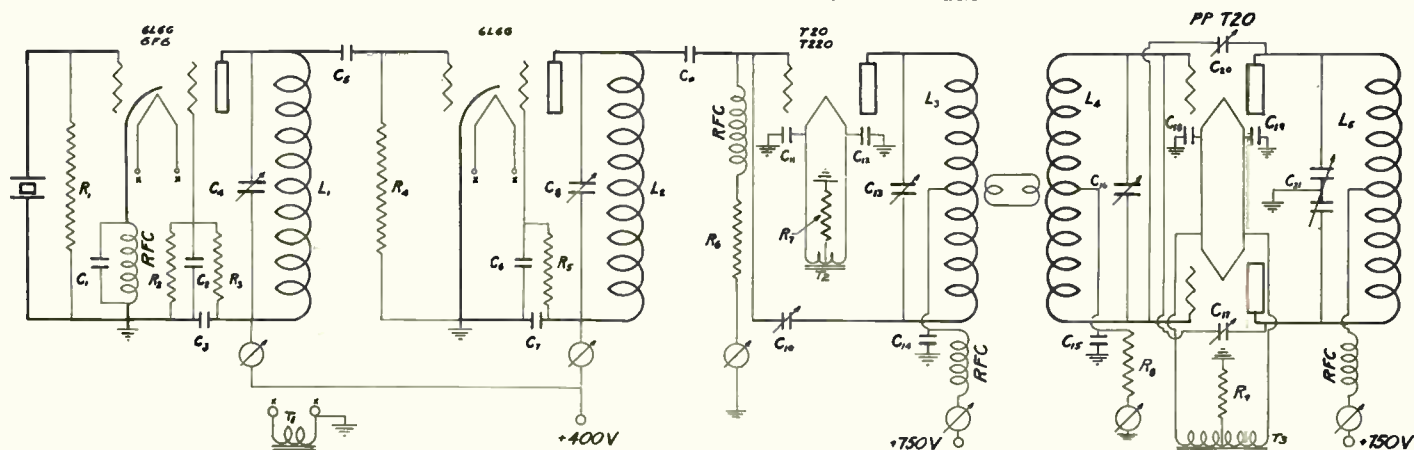 6L6G
6F6
6L6G
T20
TZ20
PP T20
R₁
C₁
RFC
R₂
C₂
R₃
C₃
C₄
L₁
C₅
R₄
C₆
R₅
C₇
C₈
L₂
C₉
RFC
R₆
C₁₁
C₁₂
R₇
T2
C₁₀
C₁₃
L₃
C₁₄
RFC
L₄
C₁₅
R₈
C₁₆
C₁₈
C₂₀
C₁₉
C₁₇
R₉
T3
C₂₁
L₅
RFC
x
x
x
x
x
T₁
x
+400V
+750V
+750V